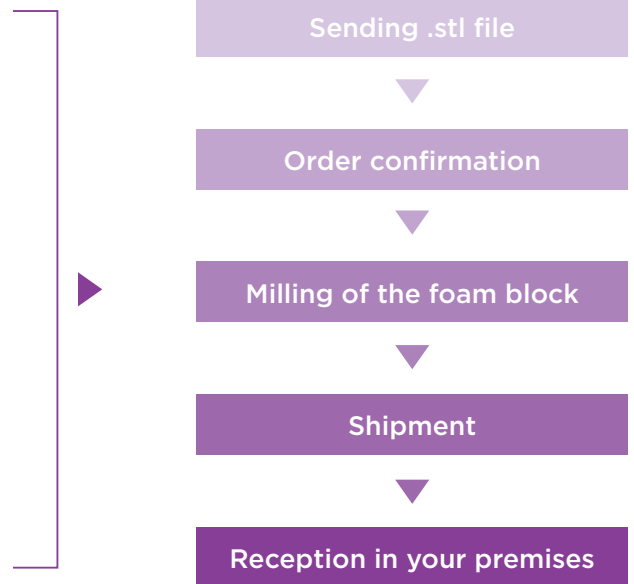 Sending .stl file
Order confirmation
Milling of the foam block
Shipment
Reception in your premises